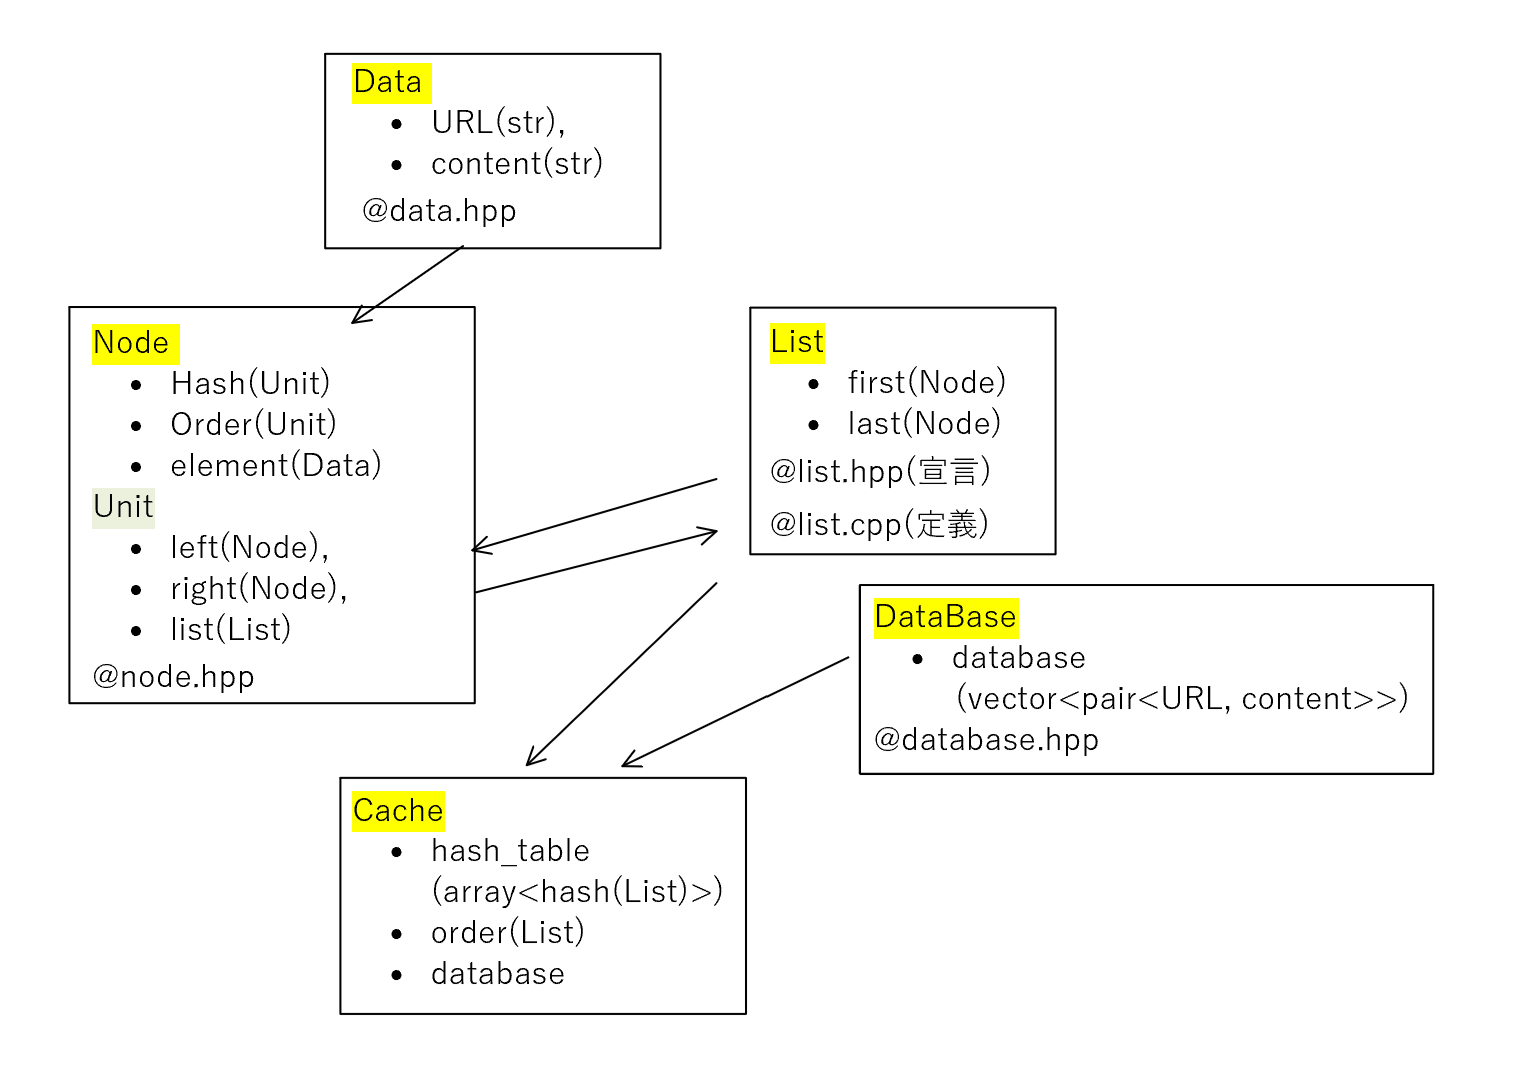 Data
• URL(str),
• content(str)
@data.hpp
Node
• Hash(Unit)
• Order(Unit)
• element(Data)
Unit
• left(Node),
• right(Node),
• list(List)
@node.hpp
List
• first(Node)
• last(Node)
@list.hpp(宣言)
@list.cpp(定義)
DataBase
• database
(vector<pair<URL, content>>)
@database.hpp
Cache
• hash_table
(array<hash(List)>)
• order(List)
• database